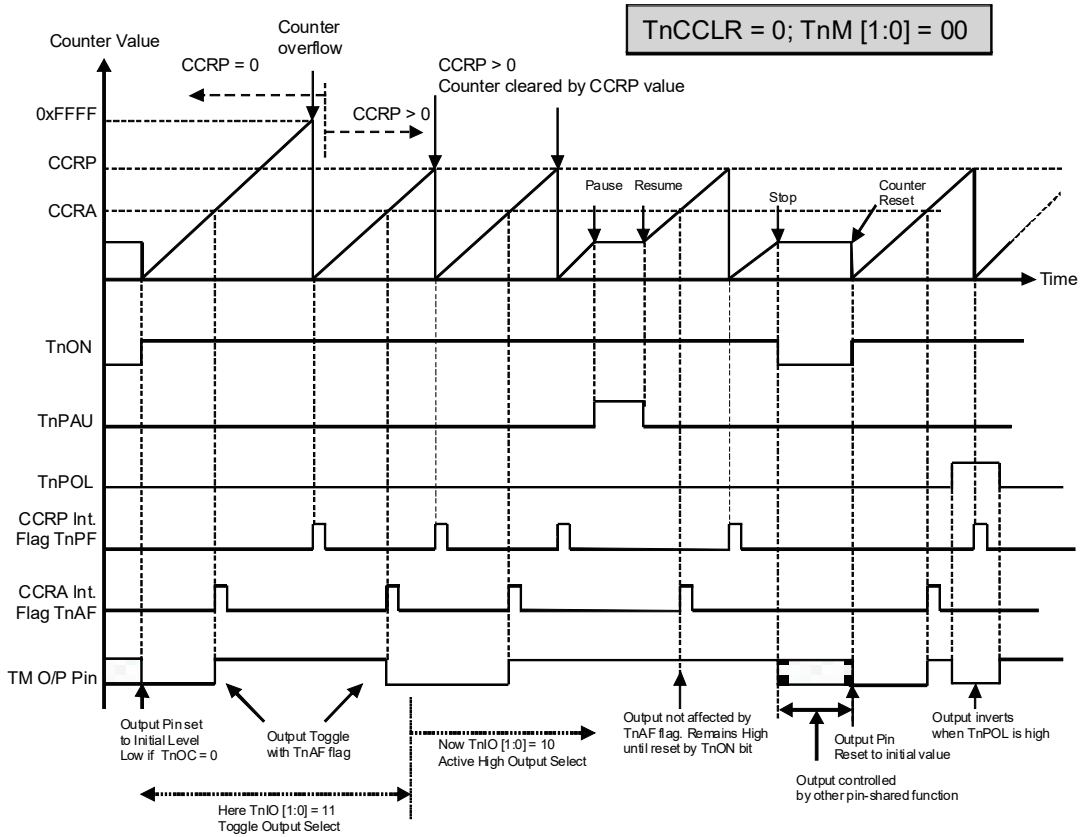 TnCCLR = 0; TnM [1:0] = 00
Counter Value
Counter
overflow
CCRP = 0
CCRP > 0
CCRP > 0
Counter cleared by CCRP value
0xFFFF
CCRP
CCRA
Pause
Resume
Stop
Counter
Reset
Time
TnON
TnPAU
TnPOL
CCRP Int.
Flag TnPF
CCRA Int.
Flag TnAF
TM O/P Pin
Output Pin set
to Initial Level
Low if TnOC = 0
Output Toggle
with TnAF flag
Now TnIO [1:0] = 10
Active High Output Select
Here TnIO [1:0] = 11
Toggle Output Select
Output not affected by
TnAF flag. Remains High
until reset by TnON bit
Output Pin
Reset to initial value
Output controlled
by other pin-shared function
Output inverts
when TnPOL is high